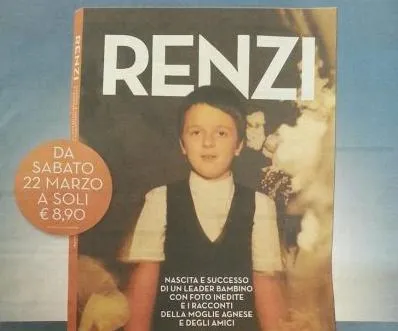 RENZI
RENZI
DA
SABATO
22 MARZO
A SOLI
€ 8,90
NASCITA E SUCCESSO
DI UN LEADER BAMBINO
CON FOTO INEDITE
E I RACCONTI
DELLA MOGLIE AGNESE
E DEGLI AMICI